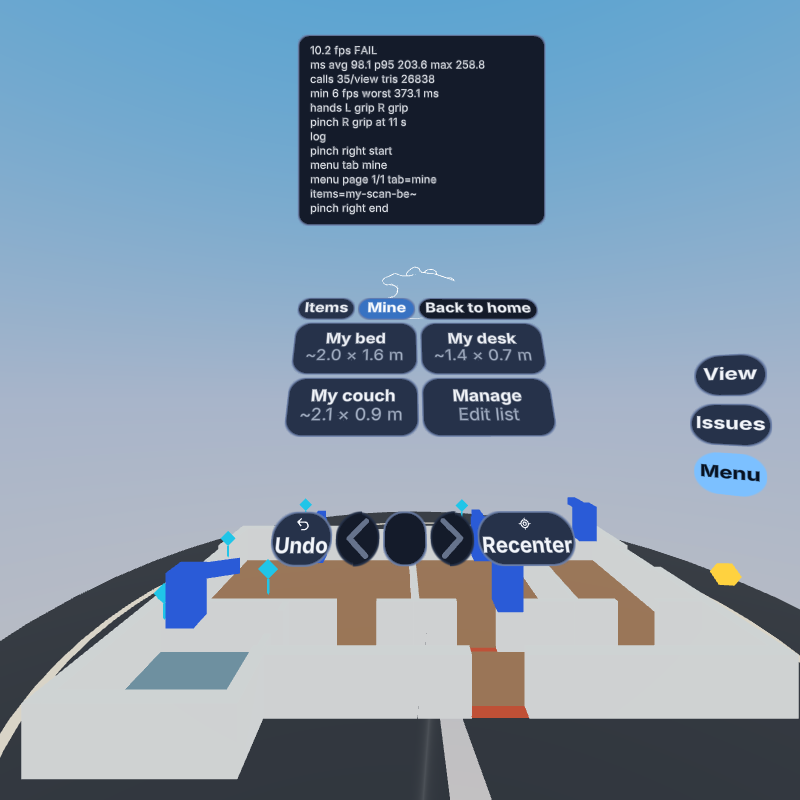 10.2 fps FAIL
ms avg 98.1 p95 203.6 max 258.8
calls 35/view tris 26838
min 6 fps worst 373.1 ms
hands L grip R grip
pinch R grip at 11 s
log
pinch right start
menu tab mine
menu page 1/1 tab=mine
items=my-scan-be~
pinch right end
Items Mine Back to home
My bed
~2.0 × 1.6 m
My desk
~1.4 × 0.7 m
My couch
~2.1 × 0.9 m
Manage
Edit list
View
Issues
Menu
Undo
Recenter